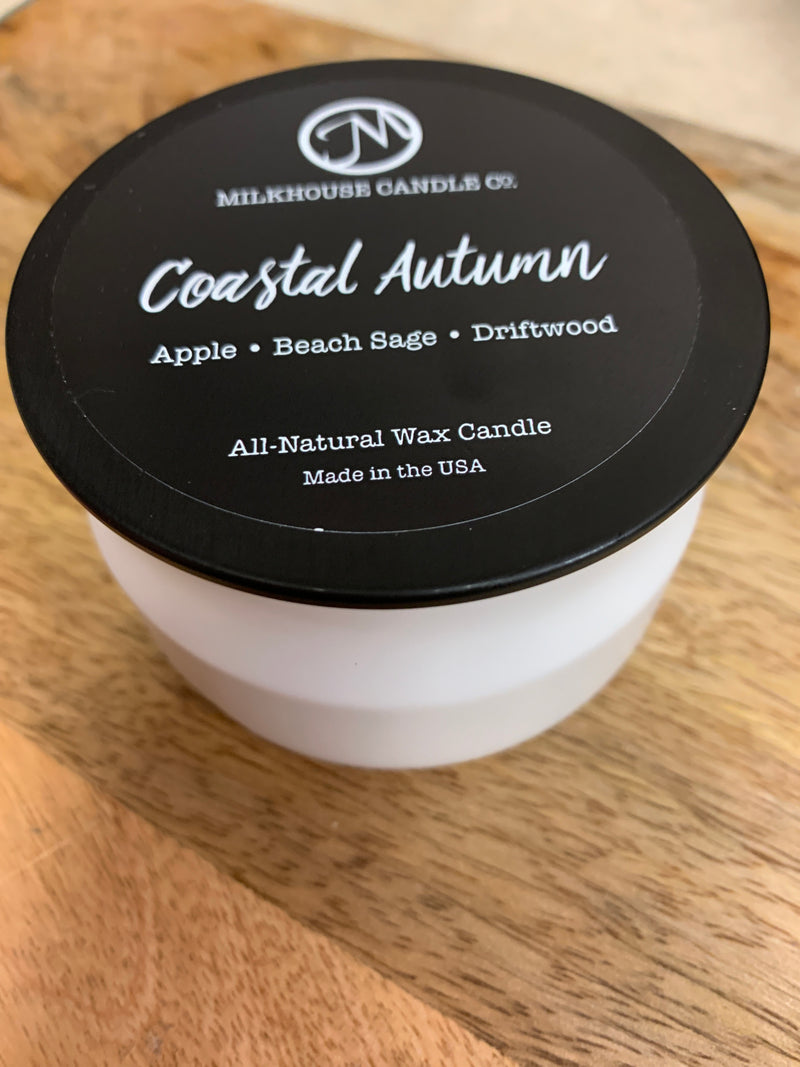 M
MILKHOUSE CANDLE CO.
Coastal Autumn
Apple • Beach Sage • Driftwood
All-Natural Wax Candle
Made in the USA